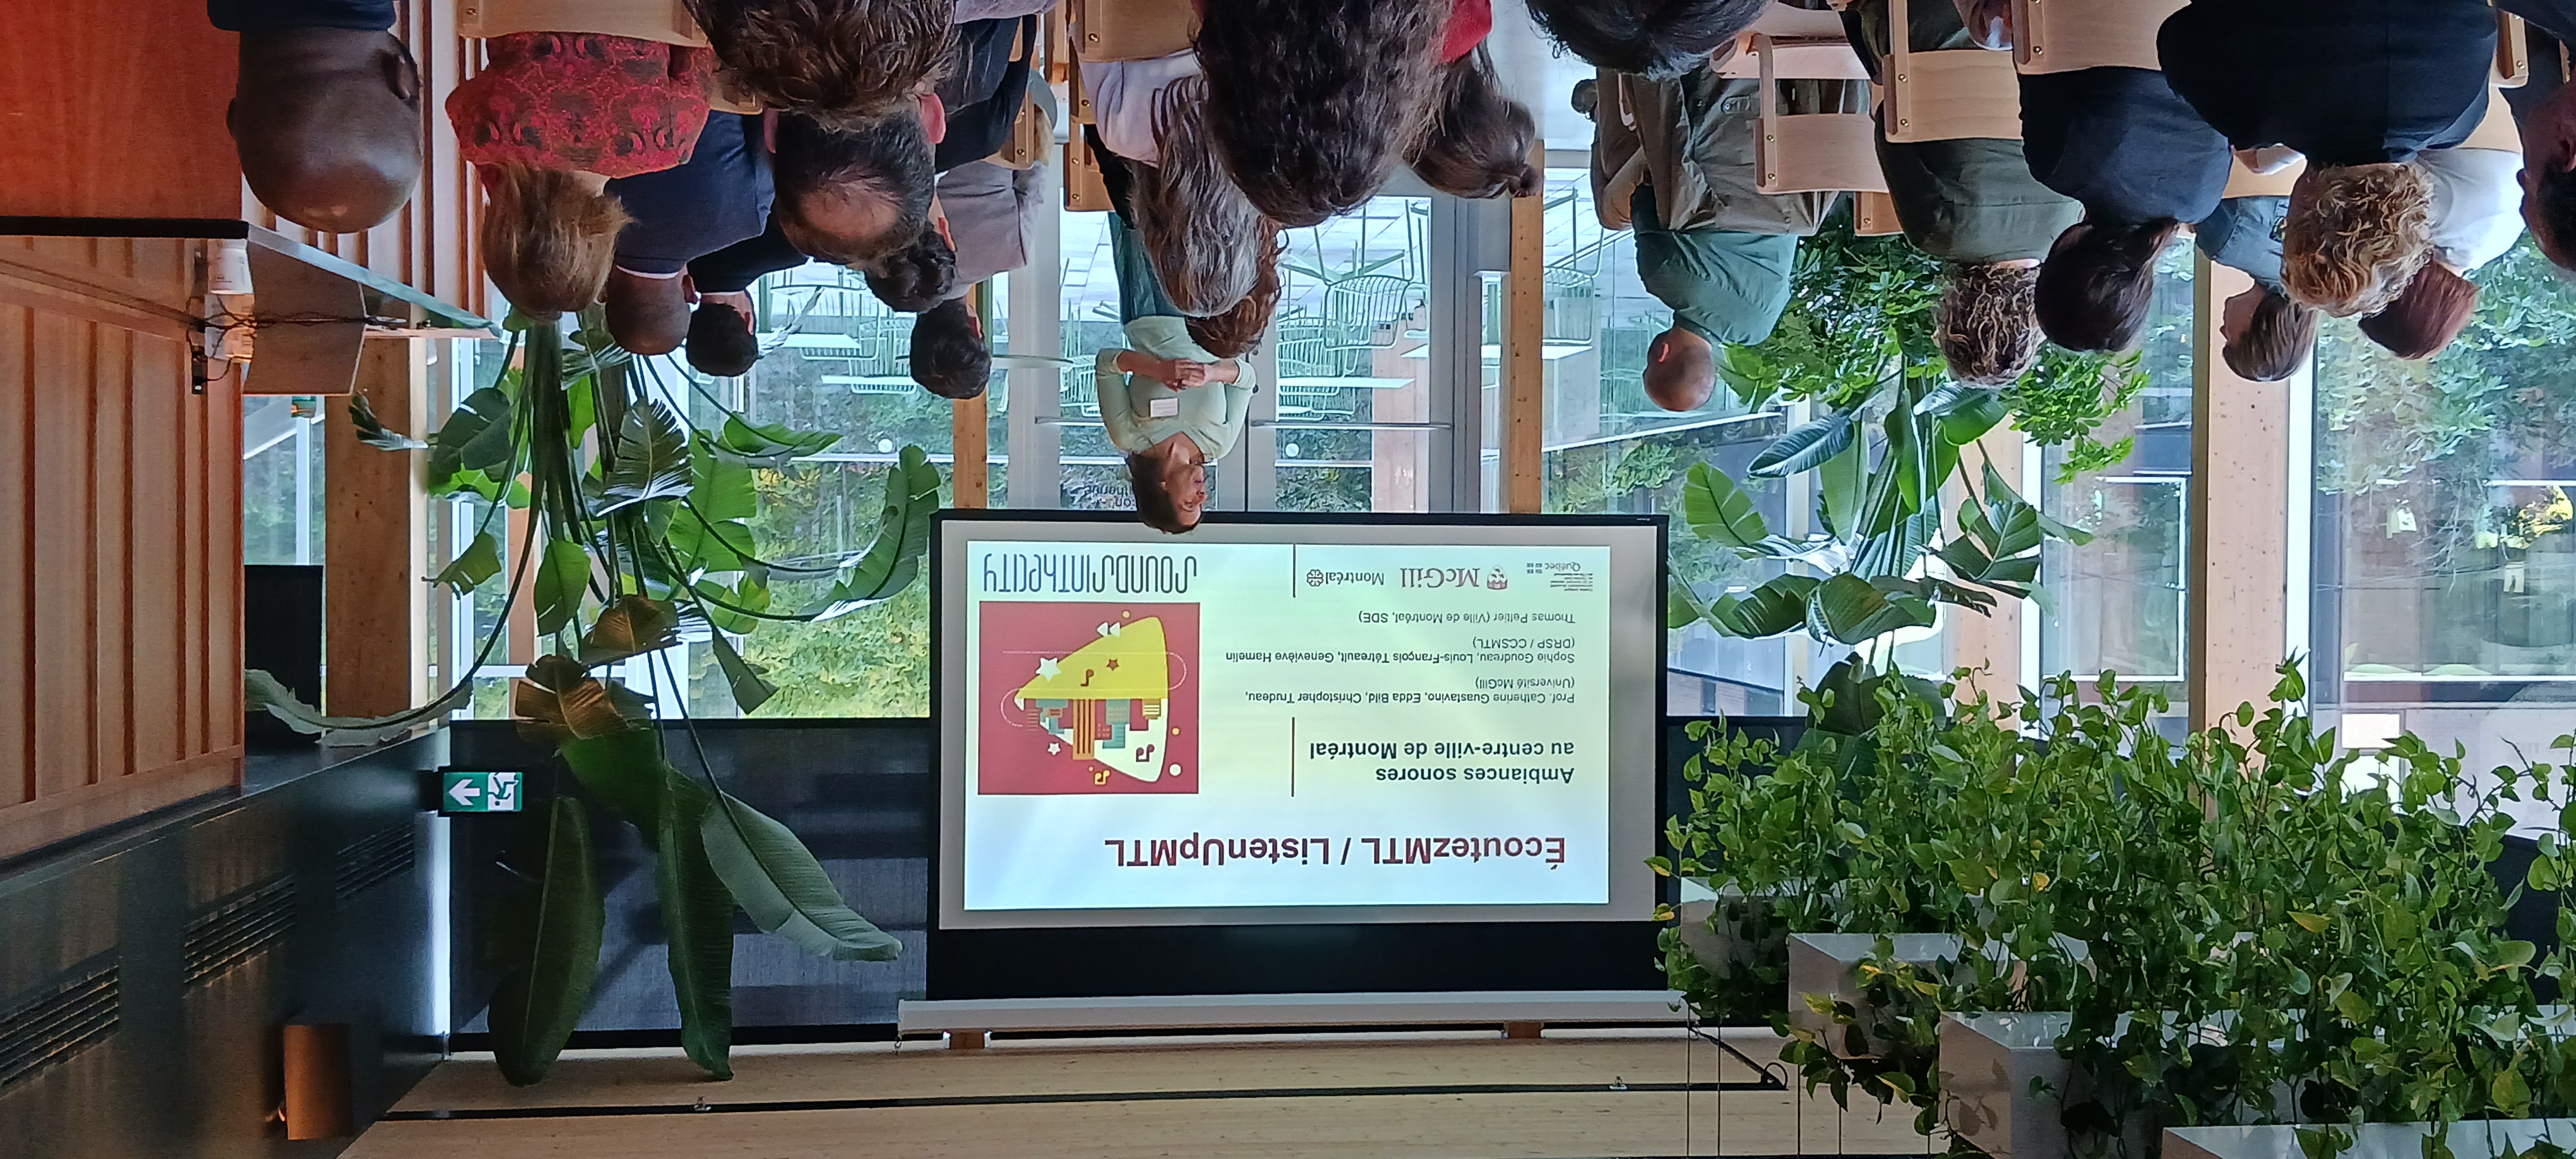 ÉcoutezMTL / ListenUpMTL
Ambiances sonores
au centre-ville de Montréal
Prof. Catherine Guastavino, Edda Bild, Christopher Trudeau,
(Université McGill)
Sophie Goudreau, Louis-François Tétreault, Geneviève Hamelin
(DRSP / CCSMTL)
Thomas Peltier (Ville de Montréal, SDE)
Québec
McGill
Montréal
SOUNDSINTHECITY